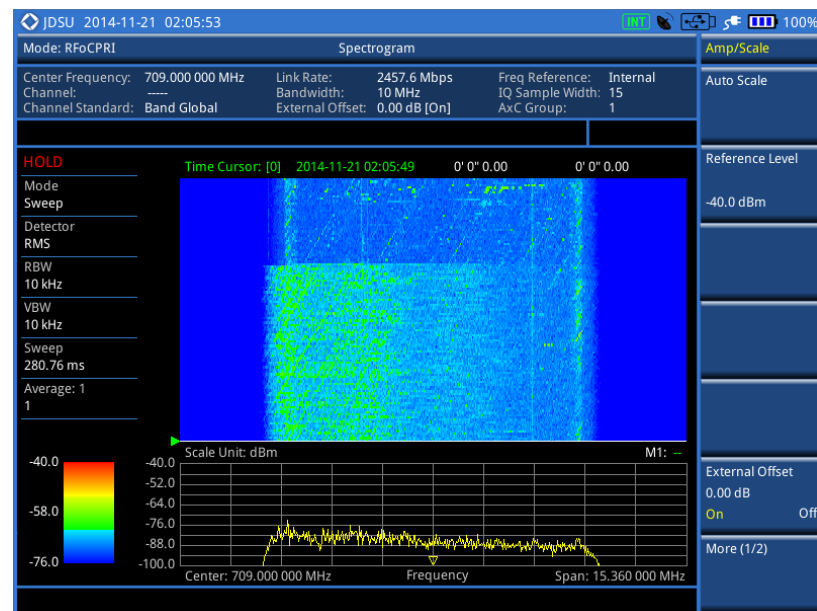 JDSU 2014-11-21 02:05:53 INT 100%
Mode: RFoCPRI Spectrogram Amp/Scale
Center Frequency: 709.000 000 MHz Link Rate: 2457.6 Mbps Freq Reference: Internal
Channel: ----- Bandwidth: 10 MHz IQ Sample Width: 15
Channel Standard: Band Global External Offset: 0.00 dB [On] AxC Group: 1
Auto Scale
HOLD
Time Cursor: [0] 2014-11-21 02:05:49 0' 0" 0.00 0' 0" 0.00
Reference Level
-40.0 dBm
Mode
Sweep
Detector
RMS
RBW
10 kHz
VBW
10 kHz
Sweep
280.76 ms
Average: 1
1
Scale Unit: dBm M1: --
-40.0
-58.0
-76.0
-40.0
-52.0
-64.0
-76.0
-88.0
-100.0
Center: 709.000 000 MHz Frequency Span: 15.360 000 MHz
External Offset
0.00 dB
On Off
More (1/2)